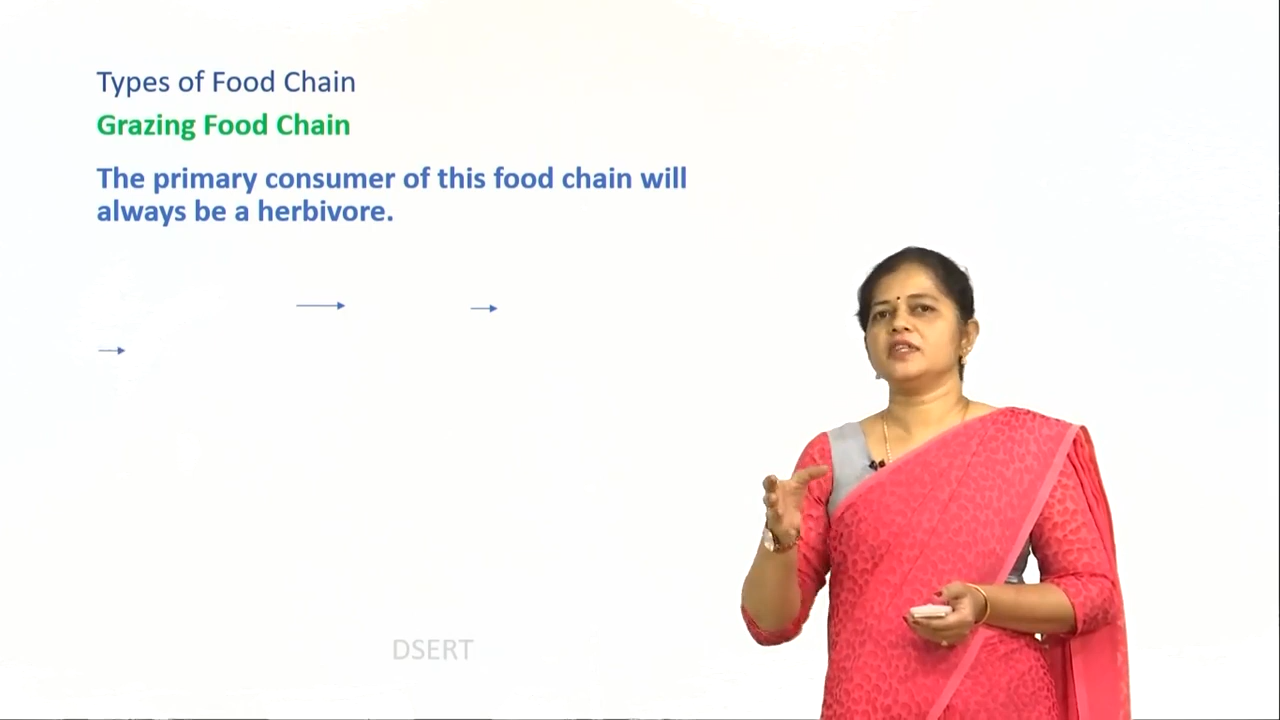 Types of Food Chain
Grazing Food Chain
The primary consumer of this food chain will
always be a herbivore.
DSERT